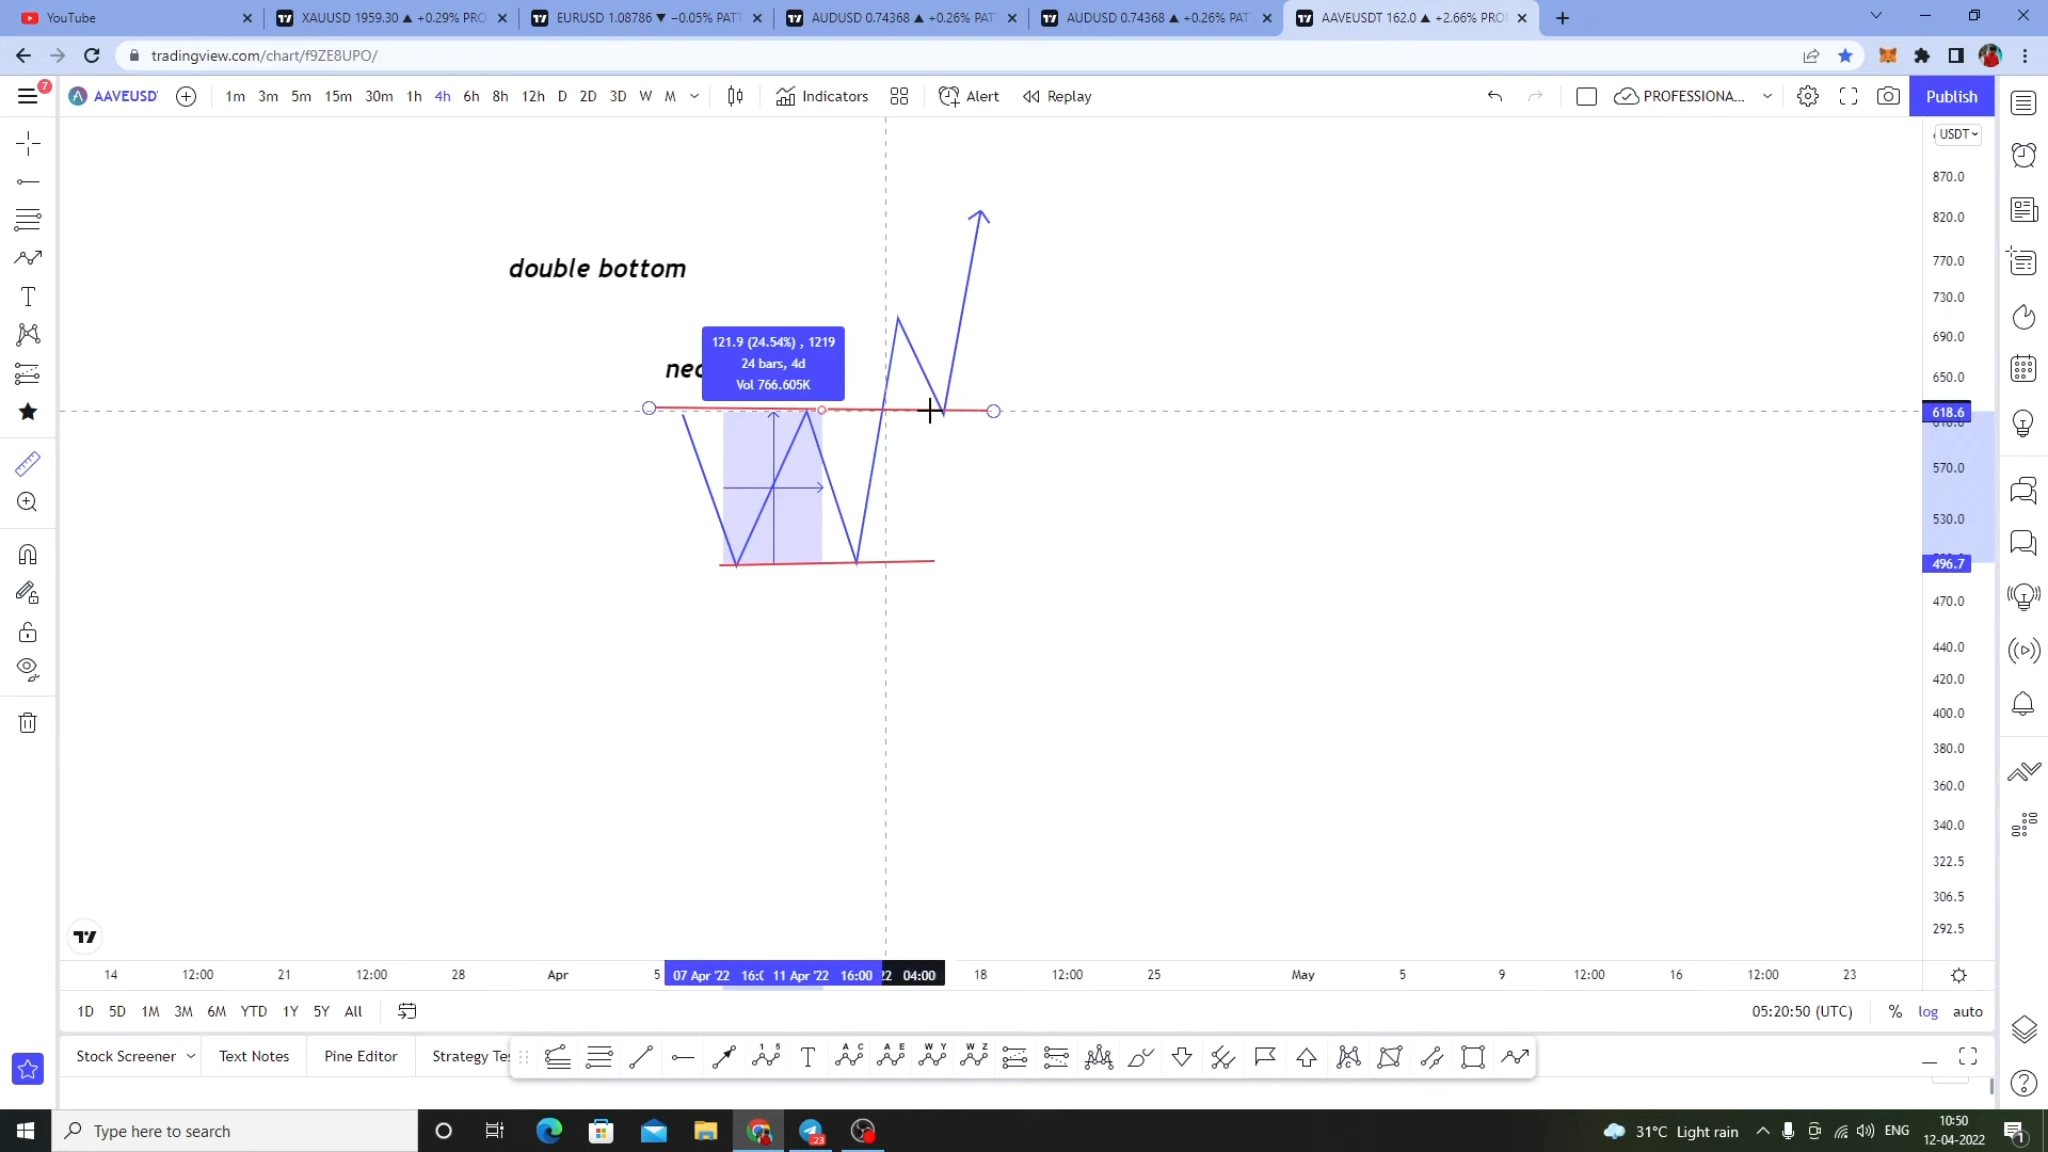 YouTube
XAUUSD 1959.30 ▲ +0.29% PRO
EURUSD 1.08786 ▼ −0.05% PAT
AUDUSD 0.74368 ▲ +0.26% PAT
AUDUSD 0.74368 ▲ +0.26% PAT
AAVEUSDT 162.0 ▲ +2.66% PRO
tradingview.com/chart/f9ZE8UPO/
7
AAVEUSD
1m 3m 5m 15m 30m 1h 4h 6h 8h 12h D 2D 3D W M
Indicators
Alert
Replay
PROFESSIONA...
Publish
USDT
870.0
820.0
double bottom
770.0
730.0
690.0
121.9 (24.54%) , 1219
24 bars, 4d
Vol 766.605K
nec
650.0
618.6
570.0
530.0
496.7
470.0
440.0
420.0
400.0
380.0
360.0
340.0
322.5
306.5
292.5
14 12:00 21 12:00 28 Apr 5 07 Apr '22 16:0 11 Apr '22 16:00 22 04:00 18 12:00 25 May 5 9 12:00 16 12:00 23
1D 5D 1M 3M 6M YTD 1Y 5Y All
05:20:50 (UTC) % log auto
Stock Screener Text Notes Pine Editor Strategy Tes
Type here to search
23
31°C Light rain
ENG
10:50
12-04-2022
1